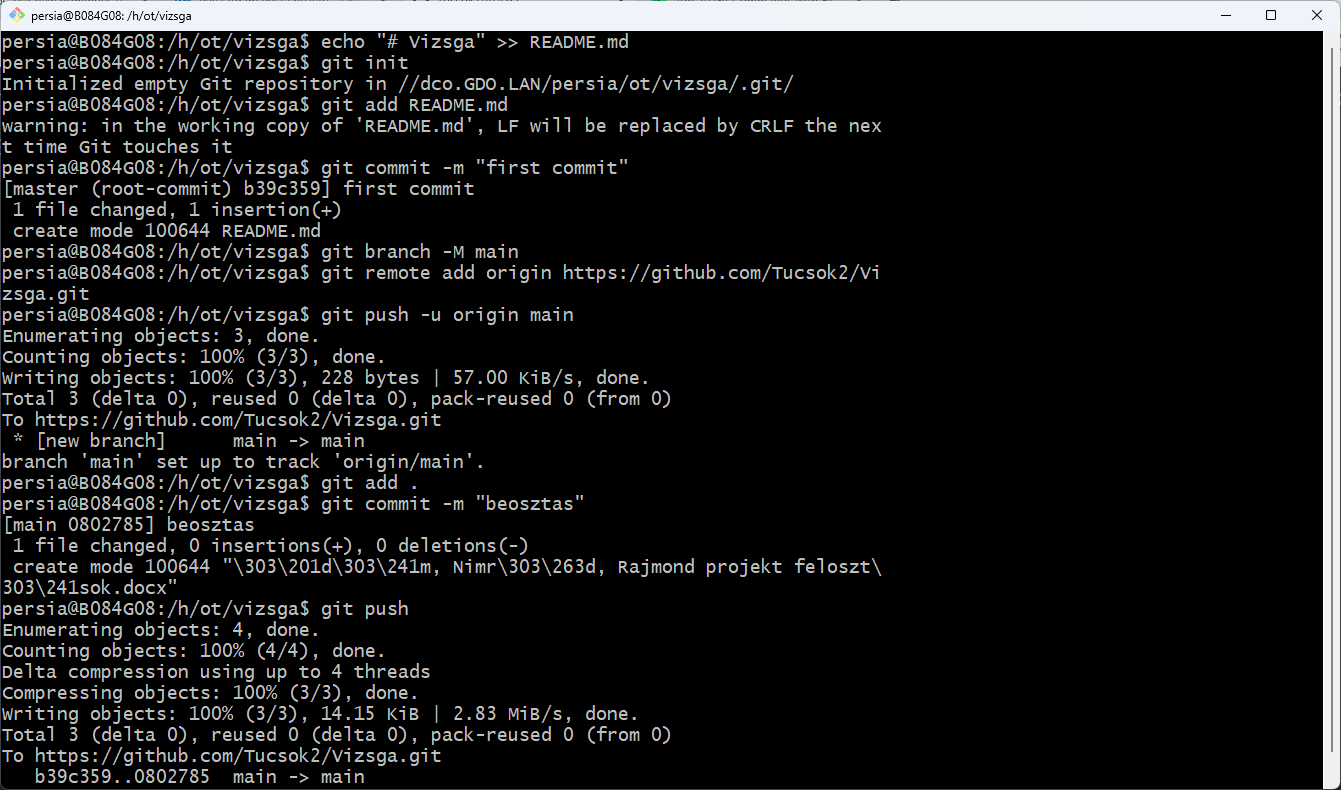 persia@B084G08: /h/ot/vizsga
persia@B084G08:/h/ot/vizsga$ echo "# Vizsga" >> README.md
persia@B084G08:/h/ot/vizsga$ git init
Initialized empty Git repository in //dco.GDO.LAN/persia/ot/vizsga/.git/
persia@B084G08:/h/ot/vizsga$ git add README.md
warning: in the working copy of 'README.md', LF will be replaced by CRLF the nex
t time Git touches it
persia@B084G08:/h/ot/vizsga$ git commit -m "first commit"
[master (root-commit) b39c359] first commit
 1 file changed, 1 insertion(+)
 create mode 100644 README.md
persia@B084G08:/h/ot/vizsga$ git branch -M main
persia@B084G08:/h/ot/vizsga$ git remote add origin https://github.com/Tucsok2/Vi
zsga.git
persia@B084G08:/h/ot/vizsga$ git push -u origin main
Enumerating objects: 3, done.
Counting objects: 100% (3/3), done.
Writing objects: 100% (3/3), 228 bytes | 57.00 KiB/s, done.
Total 3 (delta 0), reused 0 (delta 0), pack-reused 0 (from 0)
To https://github.com/Tucsok2/Vizsga.git
 * [new branch]      main -> main
branch 'main' set up to track 'origin/main'.
persia@B084G08:/h/ot/vizsga$ git add .
persia@B084G08:/h/ot/vizsga$ git commit -m "beosztas"
[main 0802785] beosztas
 1 file changed, 0 insertions(+), 0 deletions(-)
 create mode 100644 "\303\201d\303\241m, Nimr\303\263d, Rajmond projekt feloszt\
303\241sok.docx"
persia@B084G08:/h/ot/vizsga$ git push
Enumerating objects: 4, done.
Counting objects: 100% (4/4), done.
Delta compression using up to 4 threads
Compressing objects: 100% (3/3), done.
Writing objects: 100% (3/3), 14.15 KiB | 2.83 MiB/s, done.
Total 3 (delta 0), reused 0 (delta 0), pack-reused 0 (from 0)
To https://github.com/Tucsok2/Vizsga.git
   b39c359..0802785  main -> main